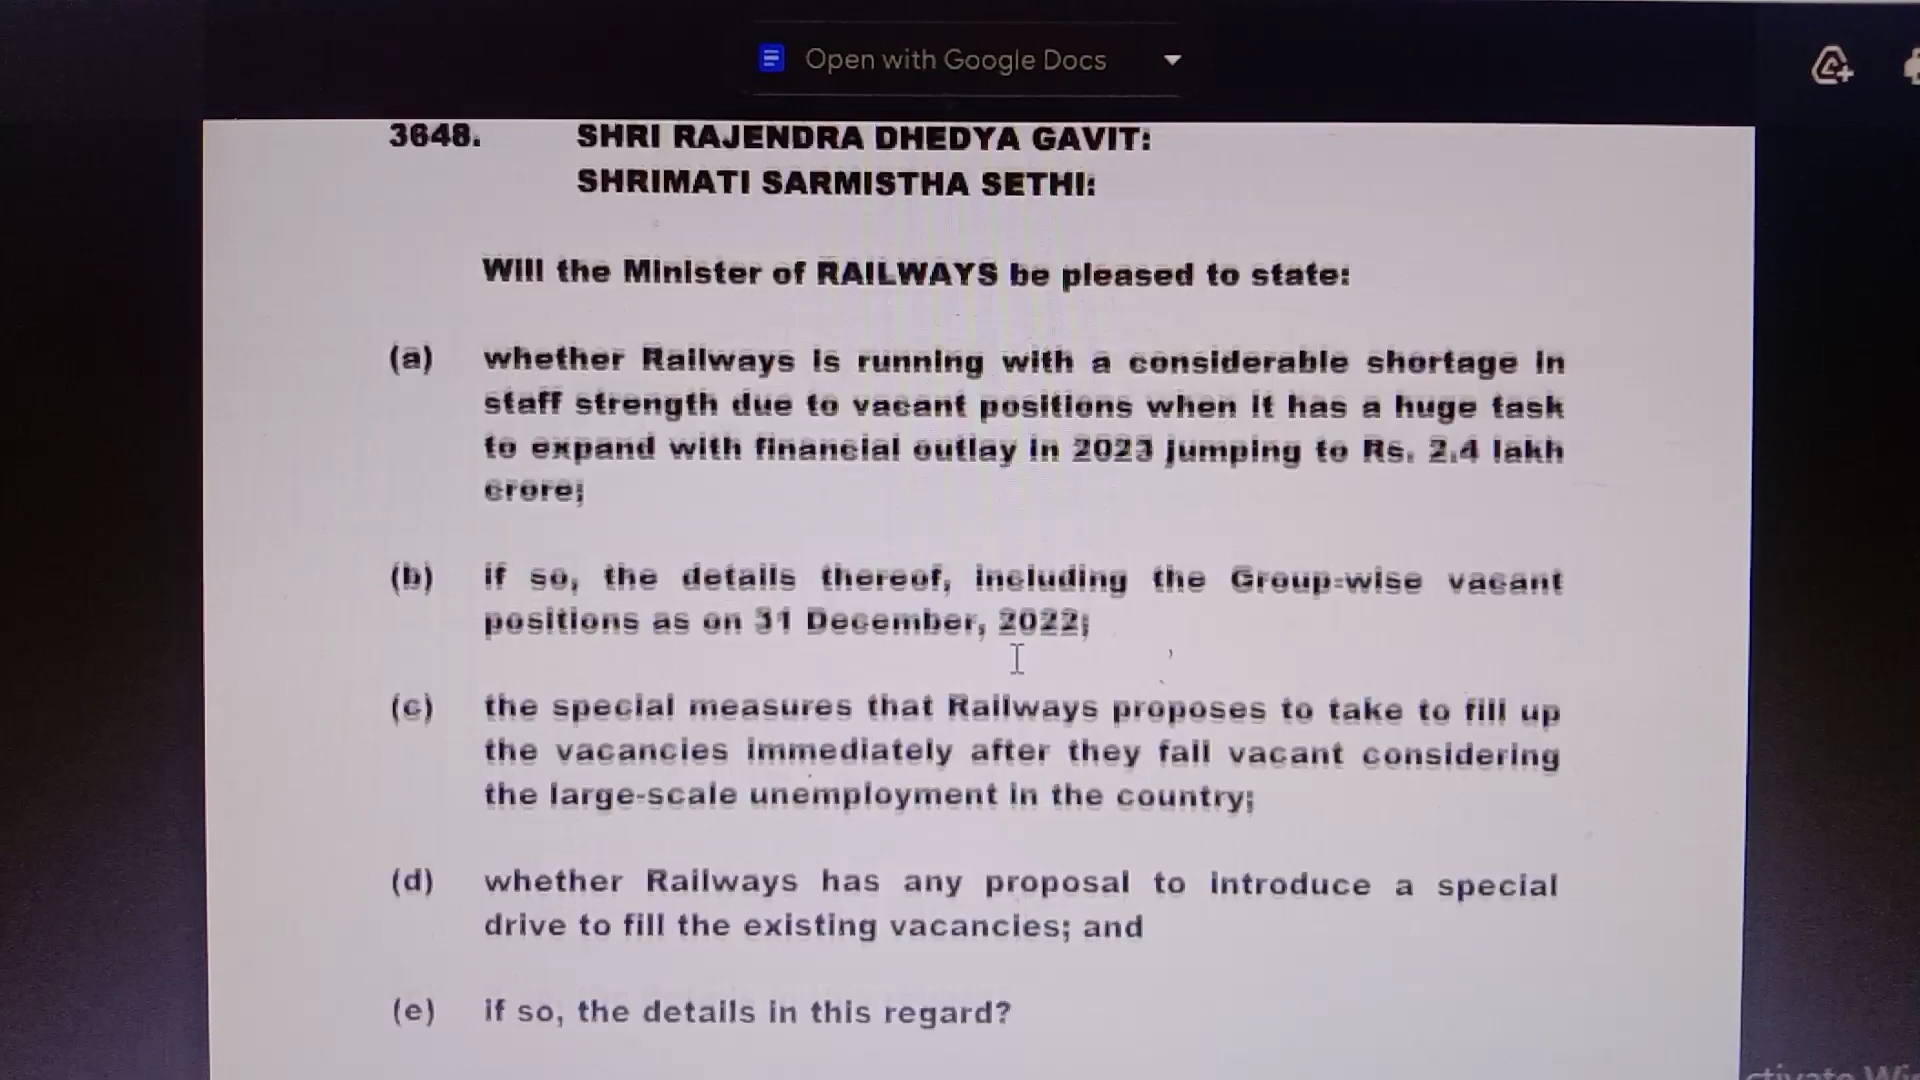 Open with Google Docs
3648. SHRI RAJENDRA DHEDYA GAVIT:
SHRIMATI SARMISTHA SETHI:
Will the Minister of RAILWAYS be pleased to state:
(a) whether Railways is running with a considerable shortage in
staff strength due to vacant positions when it has a huge task
to expand with financial outlay in 2023 jumping to Rs. 2.4 lakh
crore;
(b) if so, the details thereof, including the Group-wise vacant
positions as on 31 December, 2022;
(c) the special measures that Railways proposes to take to fill up
the vacancies immediately after they fall vacant considering
the large-scale unemployment in the country;
(d) whether Railways has any proposal to introduce a special
drive to fill the existing vacancies; and
(e) if so, the details in this regard?